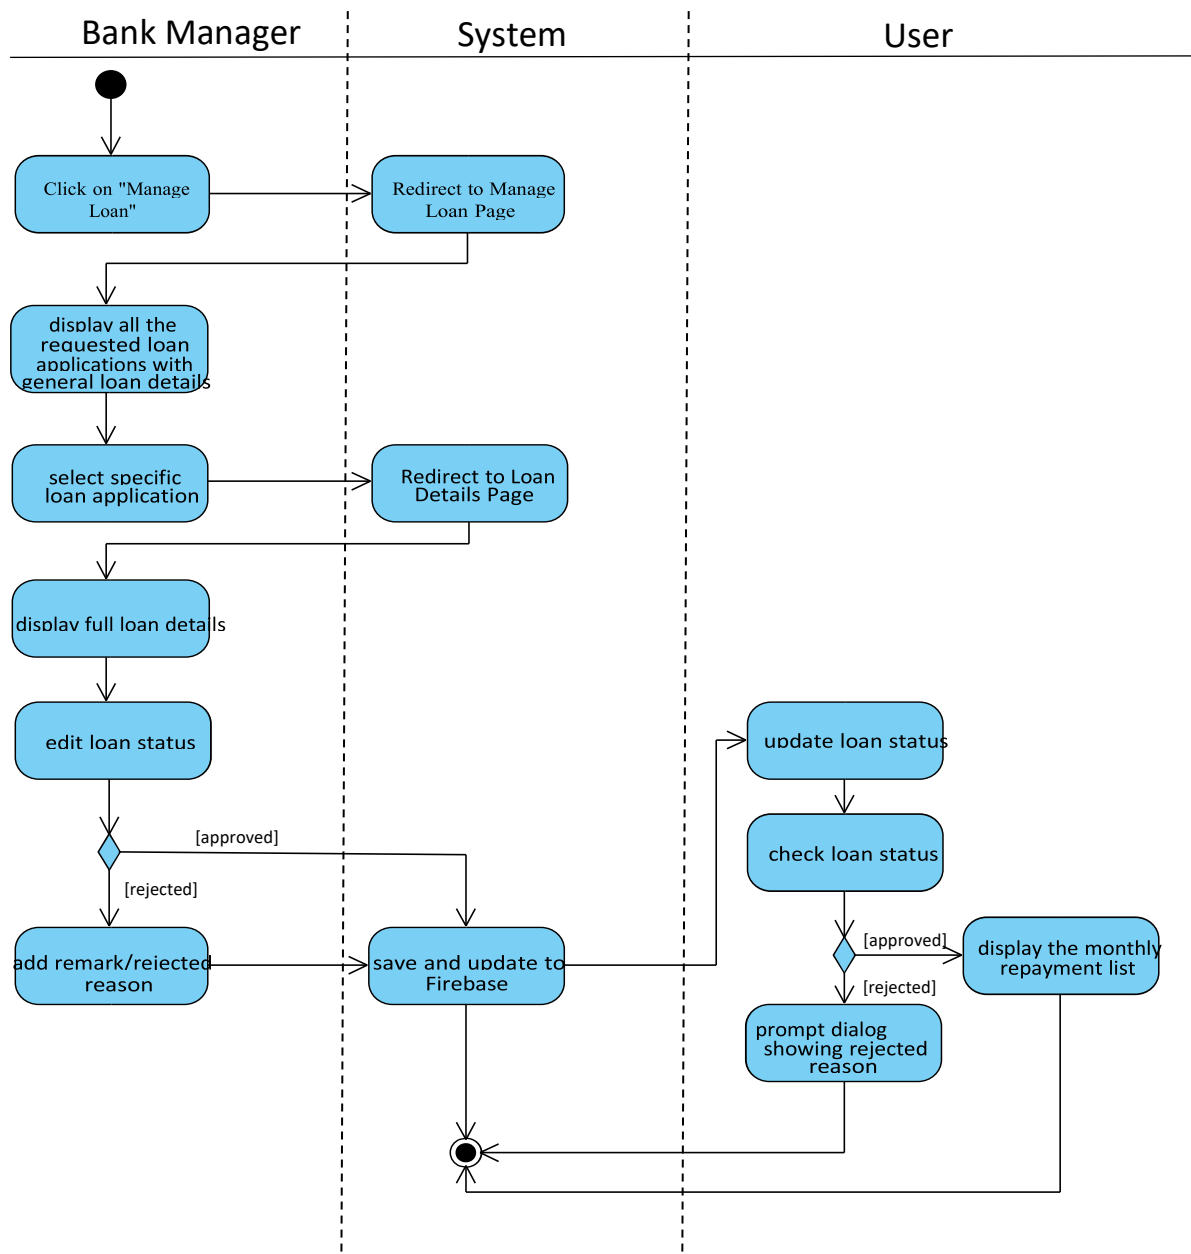 Bank Manager
System
User
Click on "Manage
Loan"
Redirect to Manage
Loan Page
display all the
requested loan
applications with
general loan details
select specific
loan application
Redirect to Loan
Details Page
display full loan details
edit loan status
update loan status
[approved]
check loan status
[rejected]
add remark/rejected
reason
save and update to
Firebase
[approved]
display the monthly
repayment list
[rejected]
prompt dialog
showing rejected
reason